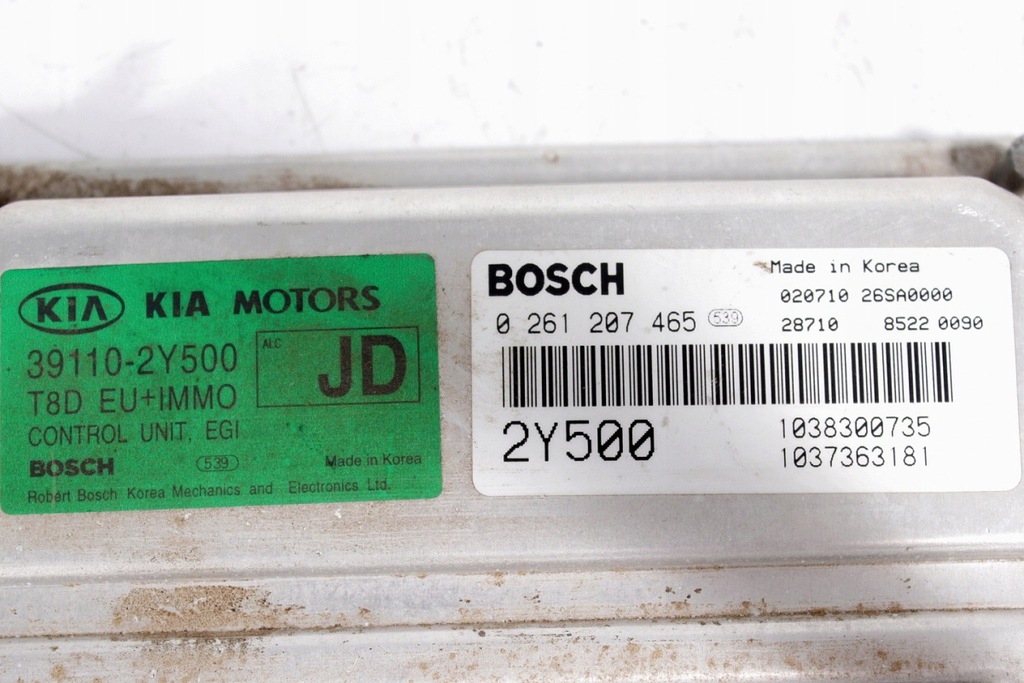 KIA KIA MOTORS
39110-2Y500
ALC
JD
T8D EU+IMMO
CONTROL UNIT, EGI
BOSCH 539 Made in Korea
Robert Bosch Korea Mechanics and Electronics Ltd.
BOSCH
Made in Korea
0 261 207 465 539
020710 26SA0000
28710 8522 0090
2Y500
1038300735
1037363181